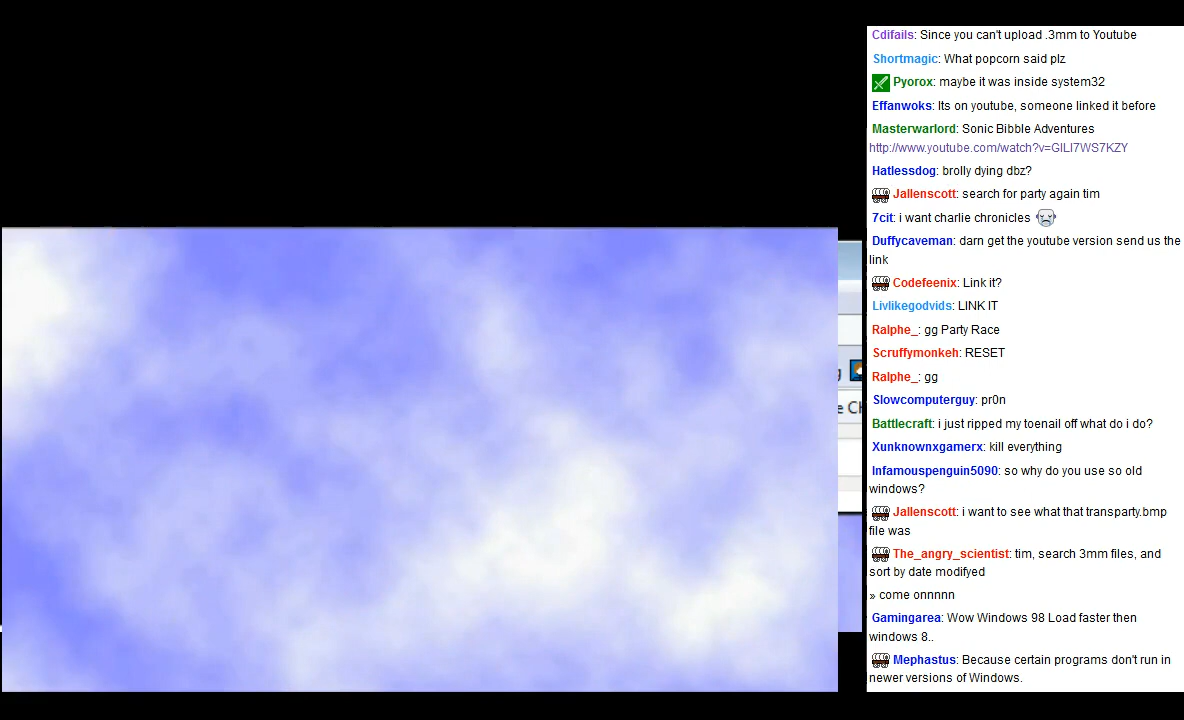 Cdifails: Since you can't upload .3mm to Youtube
Shortmagic: What popcorn said plz
Pyorox: maybe it was inside system32
Effanwoks: Its on youtube, someone linked it before
Masterwarlord: Sonic Bibble Adventures
http://www.youtube.com/watch?v=GlLI7WS7KZY
Hatlessdog: brolly dying dbz?
Jallenscott: search for party again tim
7cit: i want charlie chronicles
Duffycaveman: darn get the youtube version send us the
link
Codefeenix: Link it?
Livlikegodvids: LINK IT
Ralphe_: gg Party Race
Scruffymonkeh: RESET
Ralphe_: gg
Slowcomputerguy: pr0n
Battlecraft: i just ripped my toenail off what do i do?
Xunknownxgamerx: kill everything
Infamouspenguin5090: so why do you use so old
windows?
Jallenscott: i want to see what that transparty.bmp
file was
The_angry_scientist: tim, search 3mm files, and
sort by date modifyed
» come onnnnn
Gamingarea: Wow Windows 98 Load faster then
windows 8..
Mephastus: Because certain programs don't run in
newer versions of Windows.